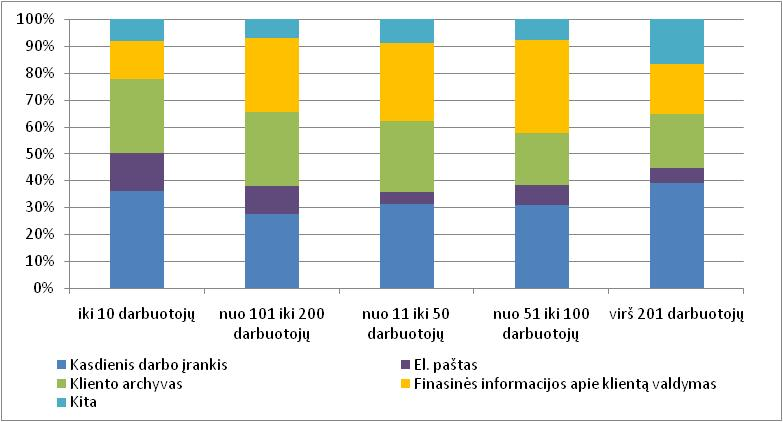 100%
90%
80%
70%
60%
50%
40%
30%
20%
10%
0%
iki 10 darbuotojų
nuo 101 iki 200
darbuotojų
nuo 11 iki 50
darbuotojų
nuo 51 iki 100
darbuotojų
virš 201 darbuotojų
Kasdienis darbo įrankis
El. paštas
Kliento archyvas
Finasinės informacijos apie klientą valdymas
Kita